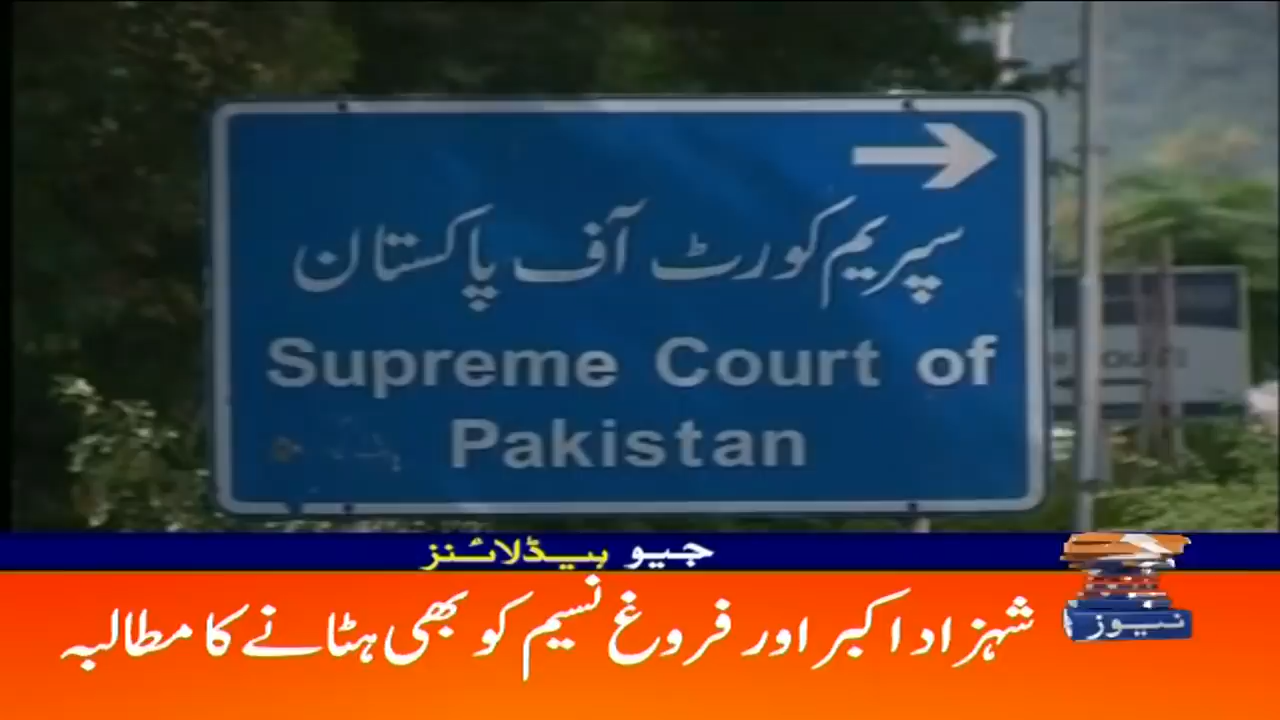 سپریم کورٹ آف پاکستان
Supreme Court of
Pakistan
جیو ہیڈلائنز
نیوز
شہزاد اکبر اور فروغ نسیم کو بھی ہٹانے کا مطالبہ